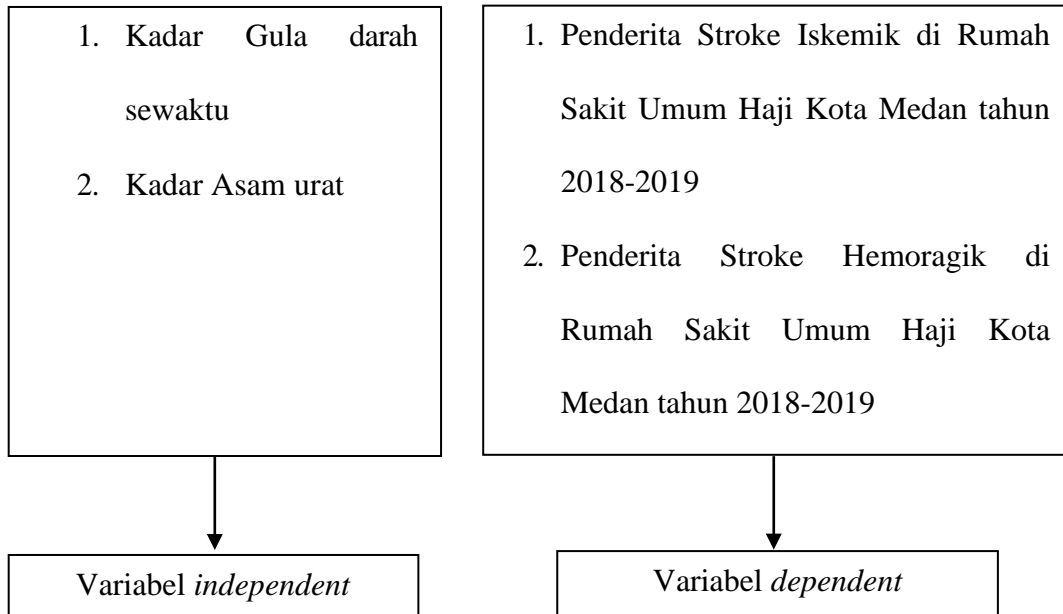 1. Kadar Gula darah
sewaktu
2. Kadar Asam urat
1. Penderita Stroke Iskemik di Rumah
Sakit Umum Haji Kota Medan tahun
2018-2019
2. Penderita Stroke Hemoragik di
Rumah Sakit Umum Haji Kota
Medan tahun 2018-2019
Variabel independent
Variabel dependent